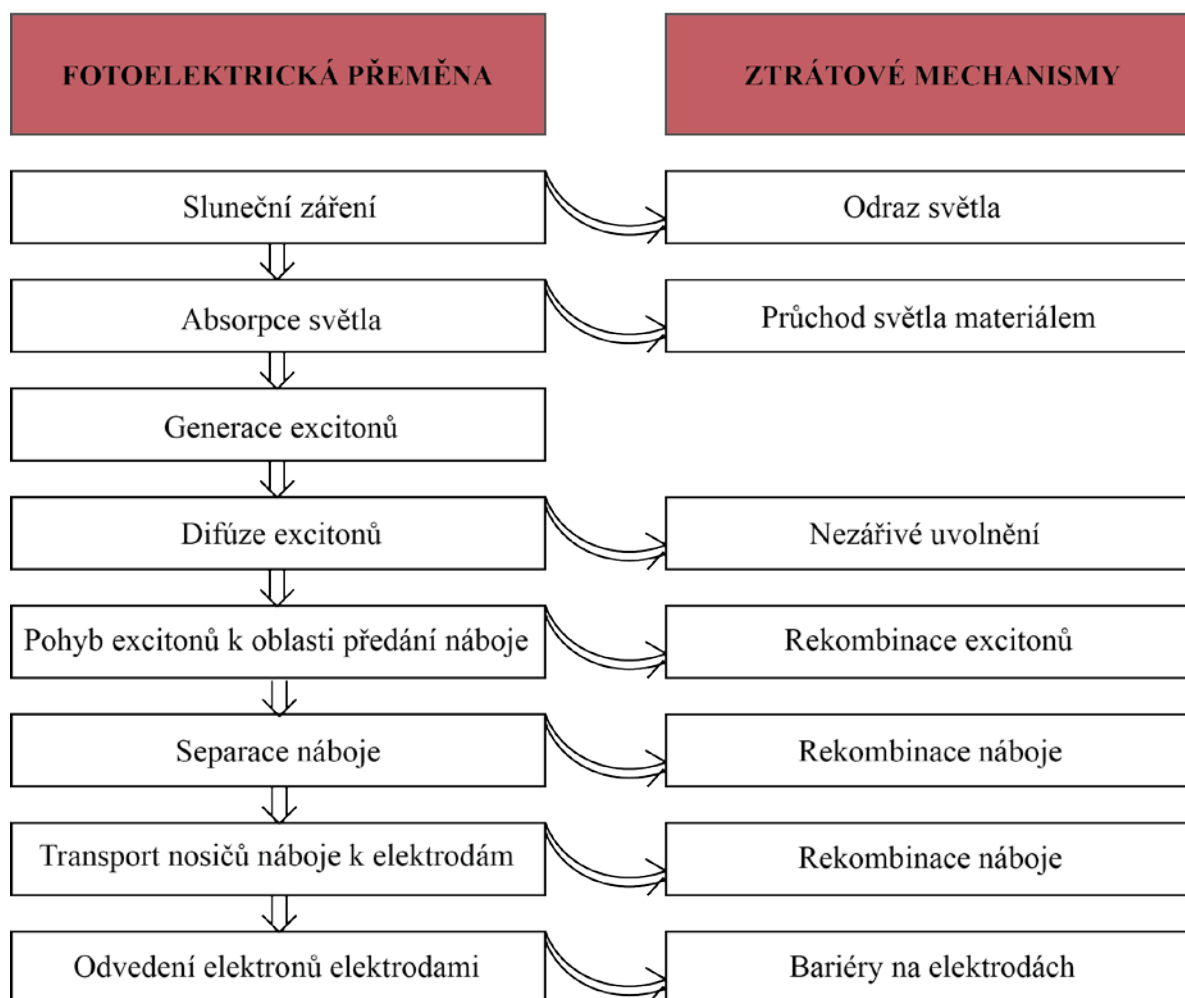 FOTOELEKTRICKÁ PŘEMĚNA
ZTRÁTOVÉ MECHANISMY
Sluneční záření
Odraz světla
Absorpce světla
Průchod světla materiálem
Generace excitonů
Difúze excitonů
Nezářivé uvolnění
Pohyb excitonů k oblasti předání náboje
Rekombinace excitonů
Separace náboje
Rekombinace náboje
Transport nosičů náboje k elektrodám
Rekombinace náboje
Odvedení elektronů elektrodami
Bariéry na elektrodách